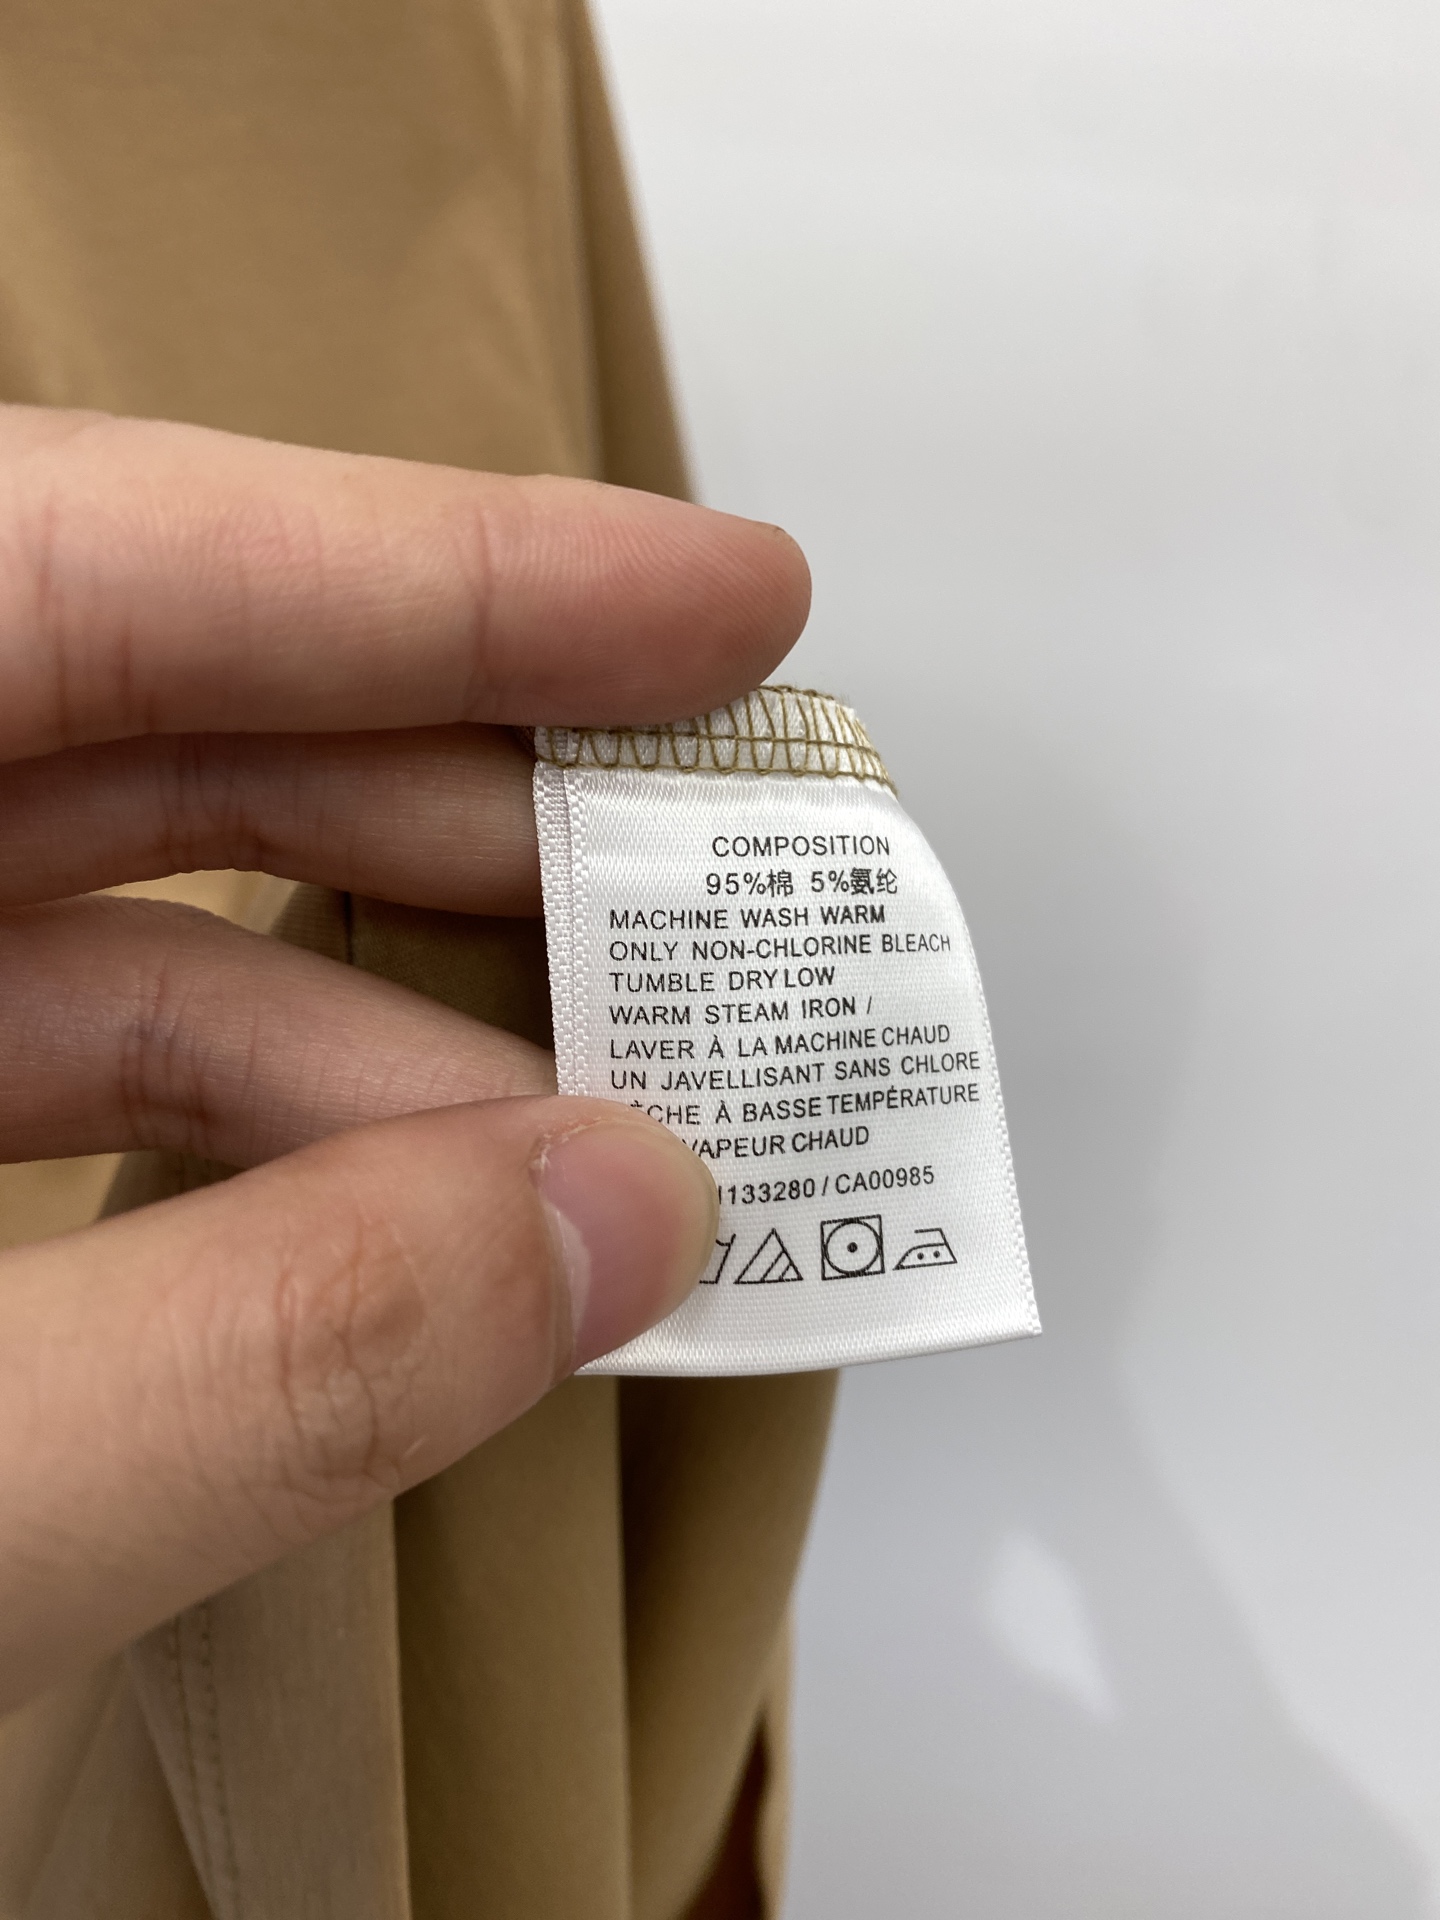 COMPOSITION
95%棉 5%氨纶
MACHINE WASH WARM
ONLY NON-CHLORINE BLEACH
TUMBLE DRY LOW
WARM STEAM IRON /
LAVER À LA MACHINE CHAUD
UN JAVELLISANT SANS CHLORE
À BASSE TEMPÉRATURE
VAPEUR CHAUD
133280 / CA00985